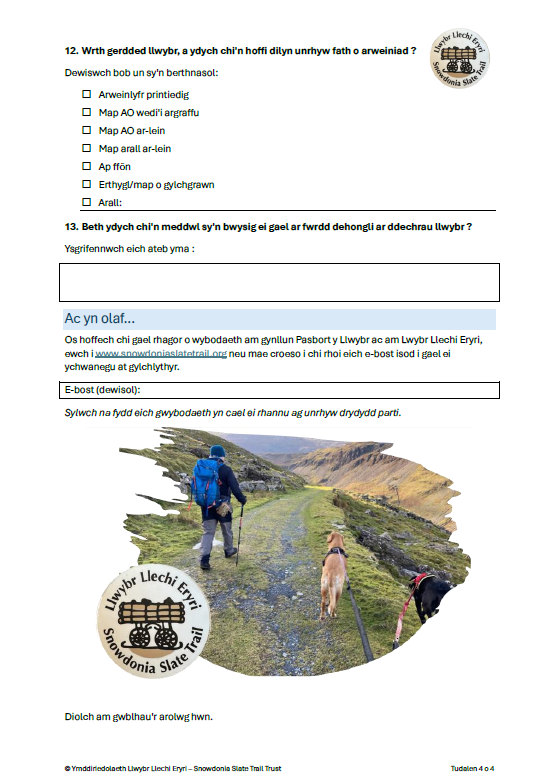 12. Wrth gerdded llwybr, a ydych chi'n hoffi dilyn unrhyw fath o arweiniad ?
Llwybr Llechi Eryri
Snowdonia Slate Trail
Dewiswch bob un sy'n berthnasol:
☐ Arweinlyfr printiedig
☐ Map AO wedi'i argraffu
☐ Map AO ar-lein
☐ Map arall ar-lein
☐ Ap ffôn
☐ Erthygl/map o gylchgrawn
☐ Arall:
13. Beth ydych chi'n meddwl sy'n bwysig ei gael ar fwrdd dehongli ar ddechrau llwybr ?
Ysgrifennwch eich ateb yma :
Ac yn olaf...
Os hoffech chi gael rhagor o wybodaeth am gynllun Pasbort y Llwybr ac am Lwybr Llechi Eryri,
ewch i www.snowdoniaslatetrail.org neu mae croeso i chi rhoi eich e-bost isod i gael ei
ychwanegu at gylchlythyr.
E-bost (dewisol):
Sylwch na fydd eich gwybodaeth yn cael ei rhannu ag unrhyw drydydd parti.
Llwybr Llechi Eryri
Snowdonia Slate Trail
Diolch am gwblhau'r arolwg hwn.
© Ymddiriedolaeth Llwybr Llechi Eryri – Snowdonia Slate Trail Trust
Tudalen 4 o 4